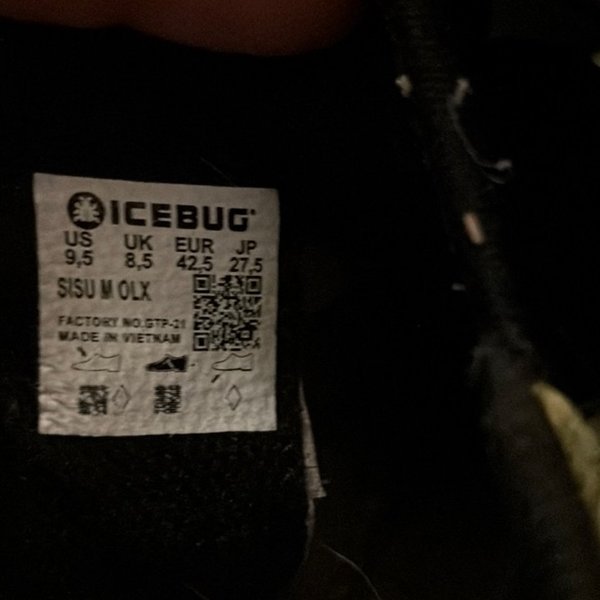 ICEBUG
US UK EUR JP
9,5 8,5 42,5 27,5
SISU M OLX
FACTORY NO.GTP-21
MADE IN VIETNAM